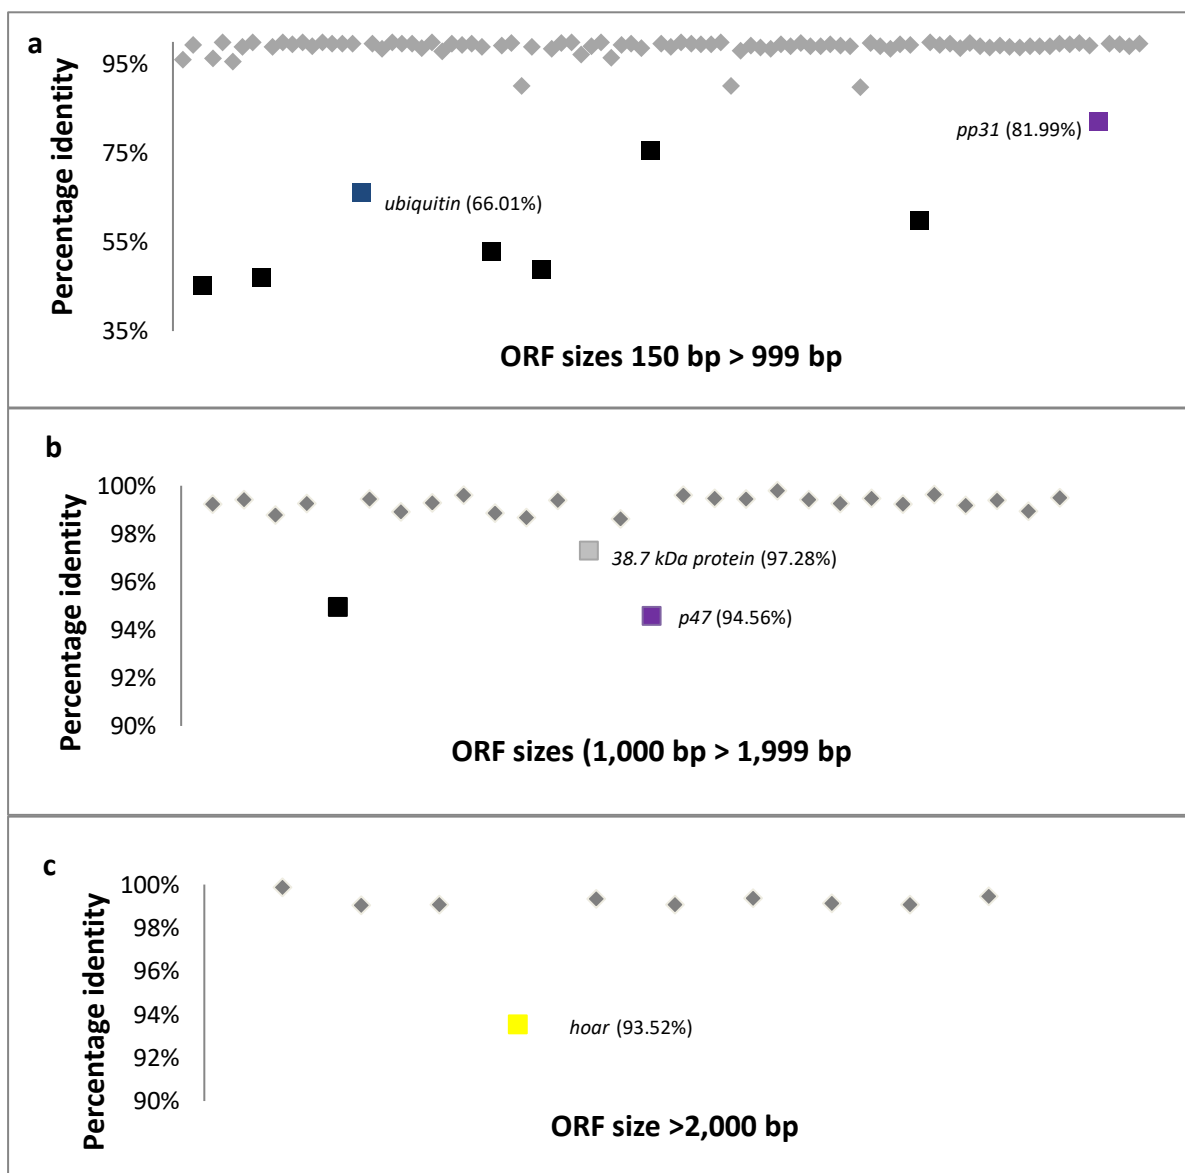 a
Percentage identity
95%
75%
55%
35%
pp31 (81.99%)
ubiquitin (66.01%)
ORF sizes 150 bp > 999 bp
b
Percentage identity
100%
98%
96%
94%
92%
90%
38.7 kDa protein (97.28%)
p47 (94.56%)
ORF sizes (1,000 bp > 1,999 bp
c
Percentage identity
100%
98%
96%
94%
92%
90%
hoar (93.52%)
ORF size >2,000 bp